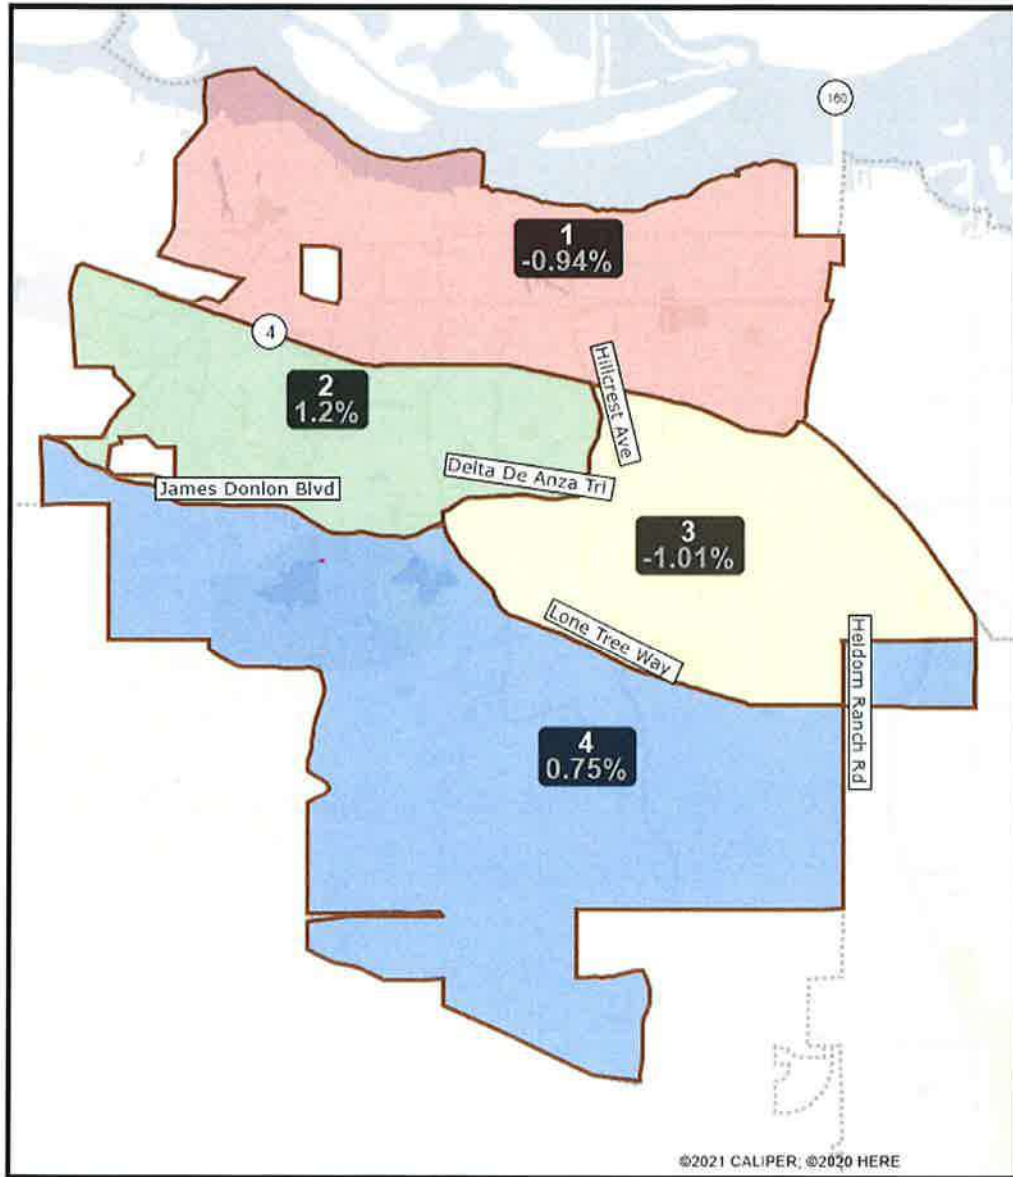 160
1
-0.94%
4
Hillcrest Ave
2
1.2%
Delta De Anza Trl
James Donlon Blvd
3
-1.01%
Lone Tree Way
Heidorn Ranch Rd
4
0.75%
©2021 CALIPER; ©2020 HERE